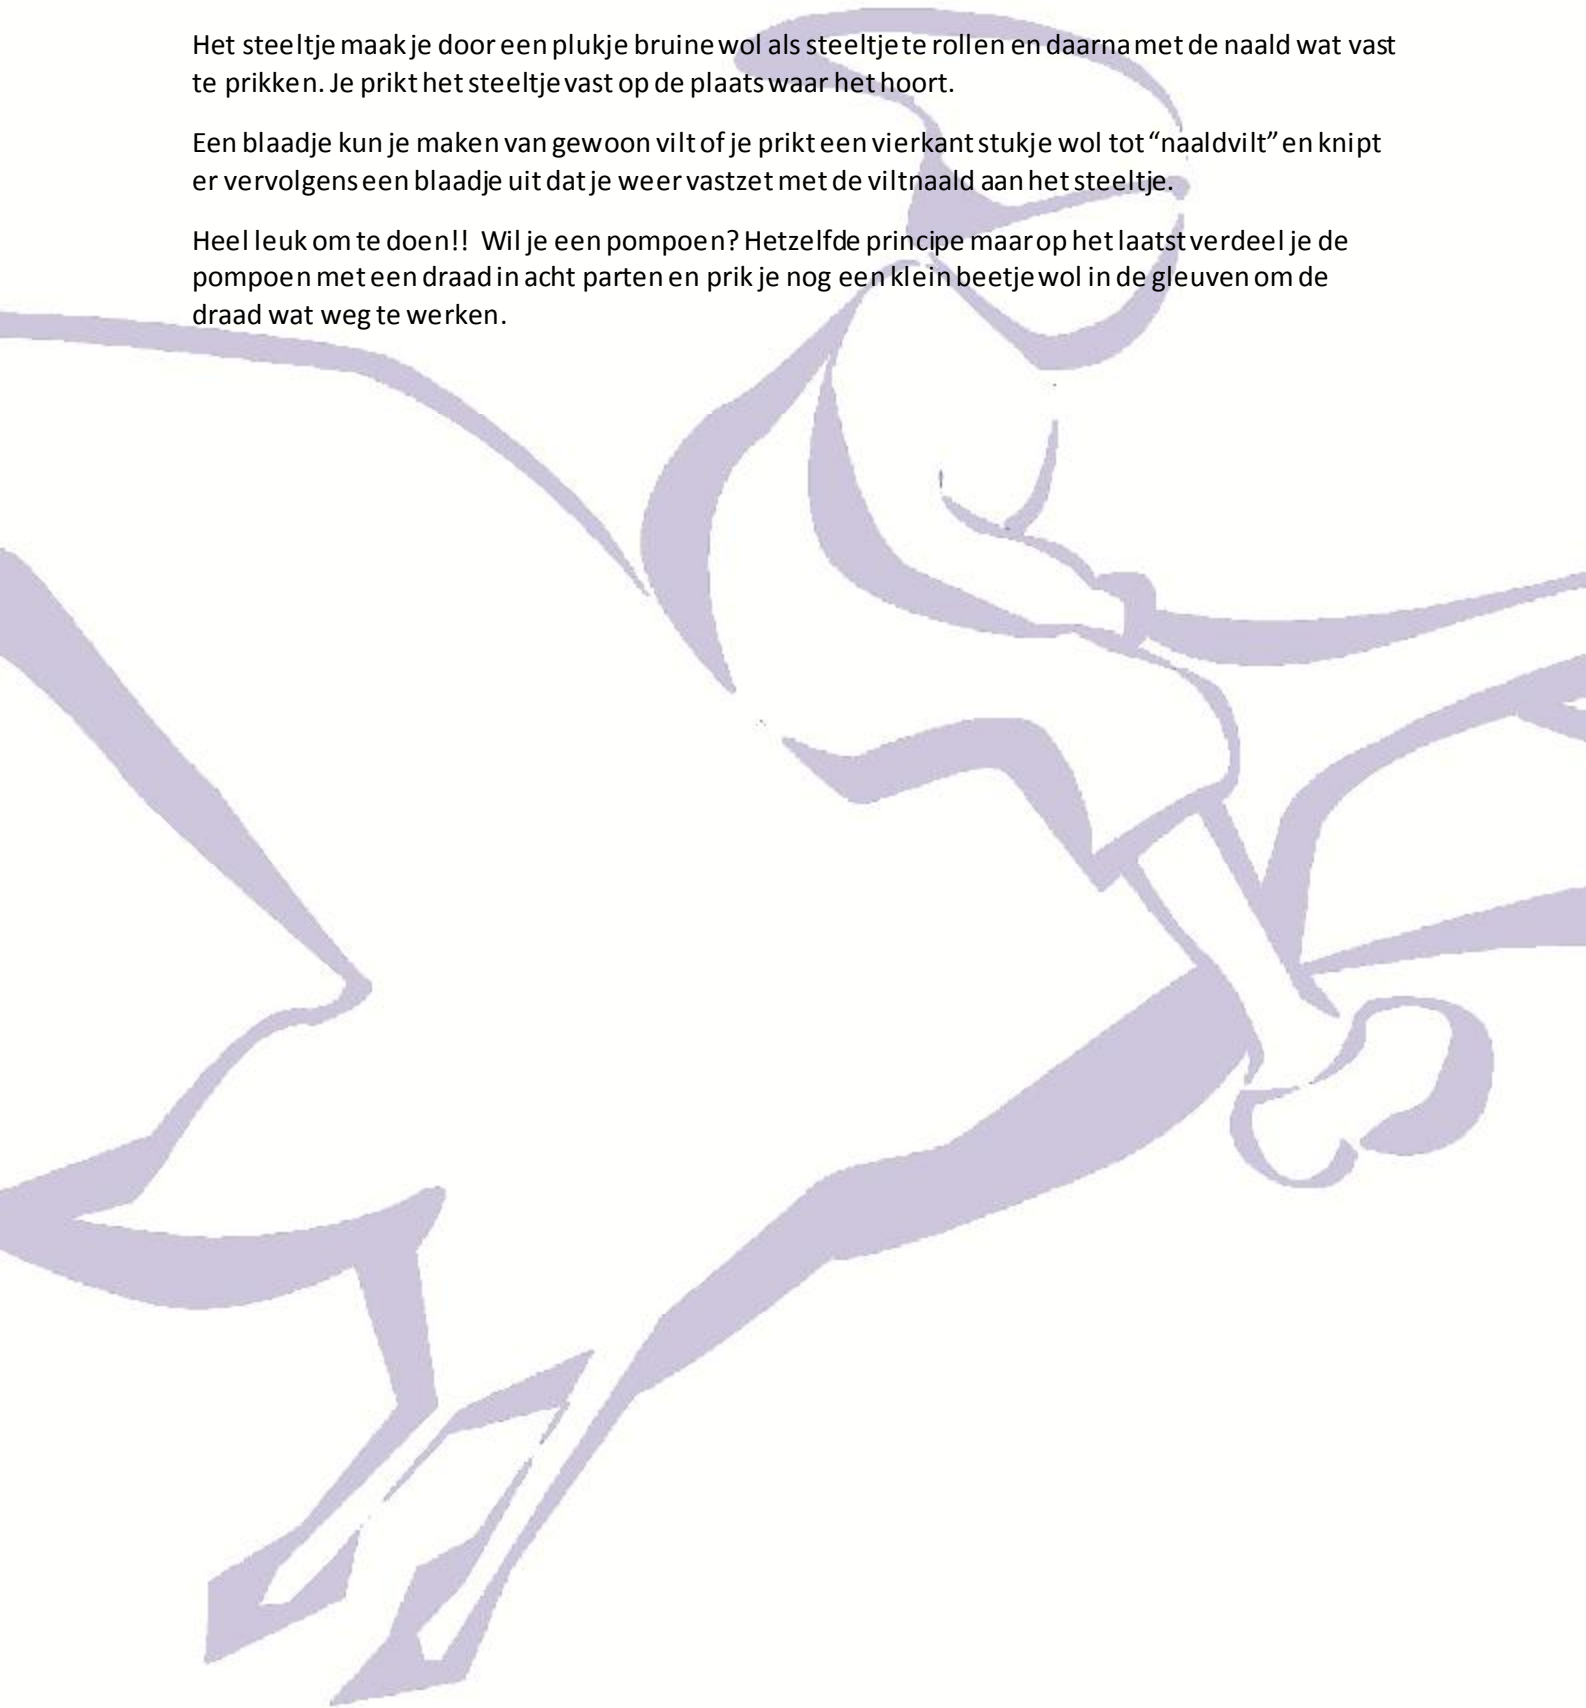 Het steeltje maak je door een plukje bruine wol als steeltje te rollen en daarna met de naald wat vast
te prikken. Je prikt het steeltje vast op de plaats waar het hoort.
Een blaadje kun je maken van gewoon vilt of je prikt een vierkant stukje wol tot “naaldvilt” en knipt
er vervolgens een blaadje uit dat je weer vastzet met de viltnaald aan het steeltje.
Heel leuk om te doen!! Wil je een pompoen? Hetzelfde principe maar op het laatst verdeel je de
pompoen met een draad in acht parten en prik je nog een klein beetje wol in de gleuven om de
draad wat weg te werken.